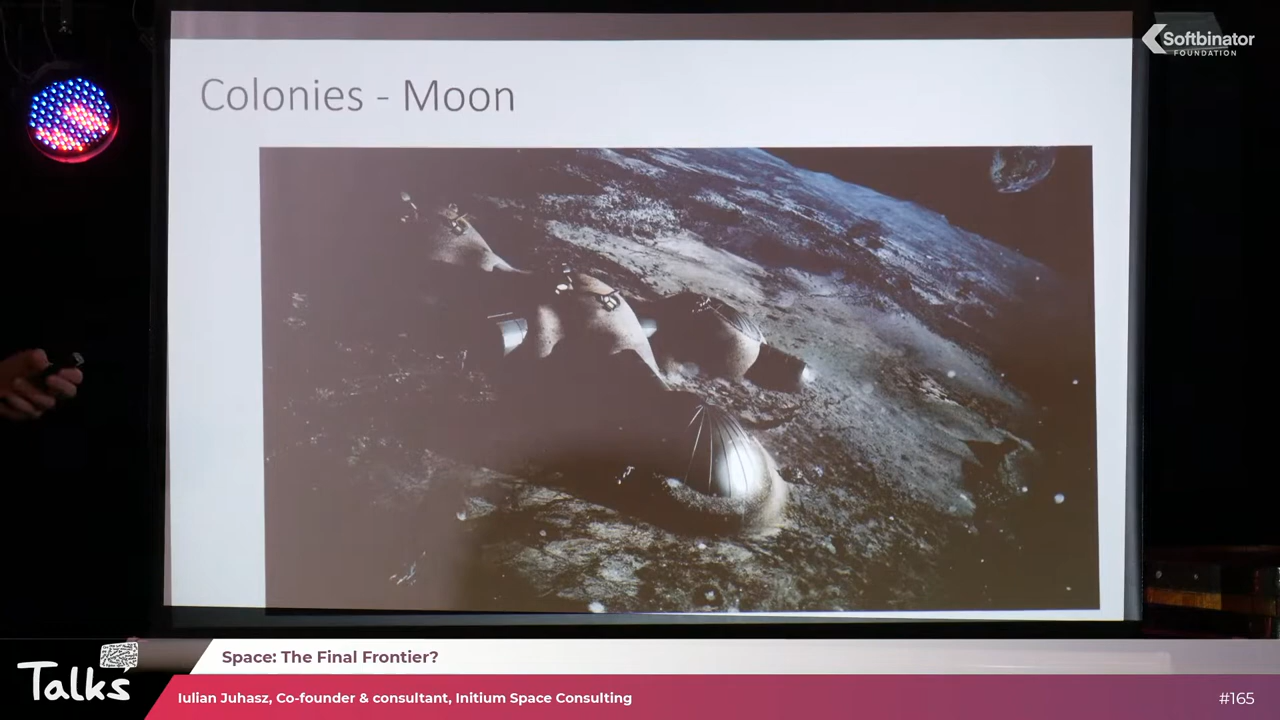 Softbinator
FOUNDATION
Colonies - Moon
Space: The Final Frontier?
Talks
Iulian Juhasz, Co-founder & consultant, Initium Space Consulting
#165